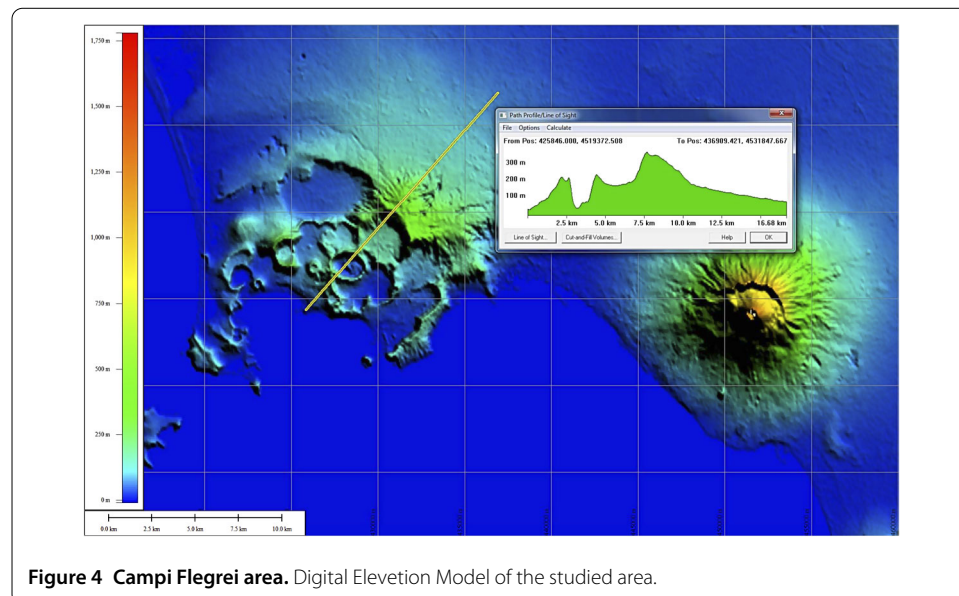 1,750 m
1,500 m
1,250 m
1,000 m
750 m
500 m
250 m
0 m
0.0 km 2.5 km 5.0 km 7.5 km 10.0 km
Path Profile/Line of Sight
File Options Calculate
From Pos: 425846.000, 4519372.508 To Pos: 436909.421, 4531847.667
300 m
200 m
100 m
2.5 km 5.0 km 7.5 km 10.0 km 12.5 km 16.68 km
Line of Sight... Cut-and-Fill Volumes... Help OK
Figure 4 Campi Flegrei area. Digital Elevetion Model of the studied area.